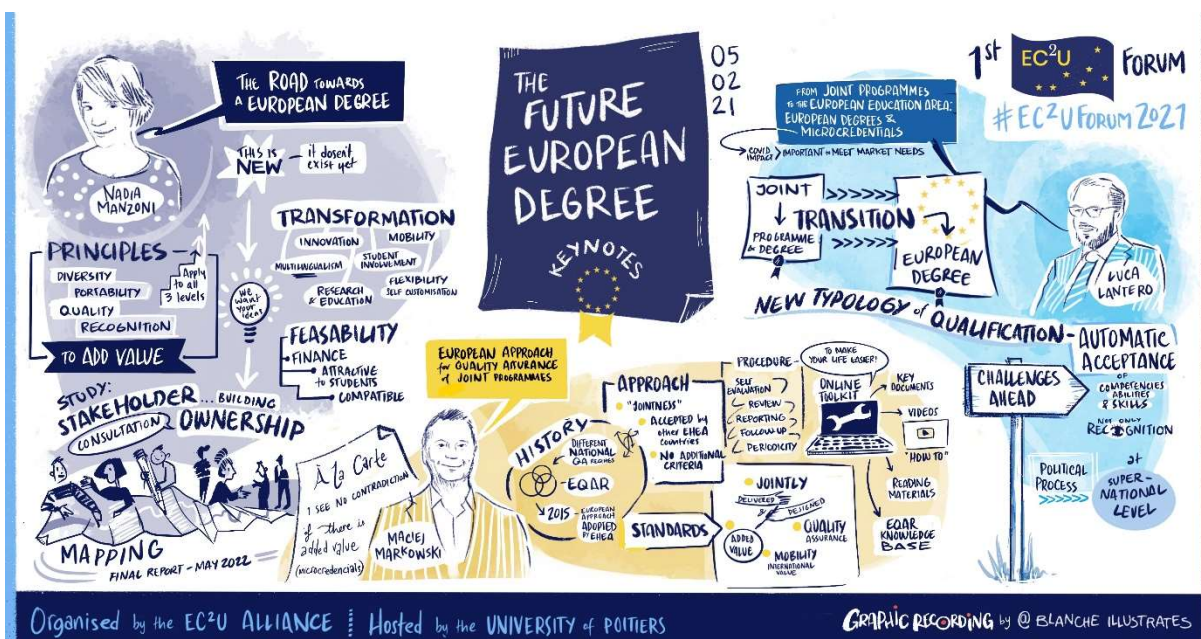 THE ROAD TOWARDS
A EUROPEAN DEGREE
NADIA
MANZONI
THIS IS
NEW
it doesn't
exist yet
PRINCIPLES
DIVERSITY
PORTABILITY
QUALITY
RECOGNITION
Apply
to all
3 levels
TO ADD VALUE
we
want
your
ideas
TRANSFORMATION
INNOVATION
MOBILITY
MULTILINGUALISM
STUDENT
INVOLVEMENT
RESEARCH
& EDUCATION
FLEXIBILITY
SELF CUSTOMISATION
FEASABILITY
FINANCE
ATTRACTIVE
to STUDENTS
COMPATIBLE
STUDY:
STAKEHOLDER
CONSULTATION
... BUILDING
OWNERSHIP
MAPPING
FINAL REPORT - MAY 2022
THE
FUTURE
EUROPEAN
DEGREE
KEYNOTES
05
02
21
EUROPEAN APPROACH
for QUALITY ASSURANCE
of JOINT PROGRAMMES
À la Carte
I SEE NO CONTRADICTION
if there is
added value
(microcredencials)
MACIEJ
MARKOWSKI
HISTORY
DIFFERENT
NATIONAL
EQAR
2015
EUROPEAN
APPROACH
ADOPTED
by EHEA
APPROACH
"JOINTNESS"
ACCEPTED by
other EHEA
COUNTRIES
NO ADDITIONAL
CRITERIA
STANDARDS
JOINTLY
DELIVERED
&
DESIGNED
ADDED
VALUE
QUALITY
ASSURANCE
MOBILITY
INTERNATIONAL
VALUE
PROCEDURE
SELF
EVALUATION
REVIEW
REPORTING
FOLLOW UP
PERIODICITY
TO MAKE
YOUR LIFE EASIER!
ONLINE
TOOLKIT
KEY
DOCUMENTS
VIDEOS
"HOW TO"
READING
MATERIALS
EQAR
KNOWLEDGE
BASE
1st
EC²U
FORUM
#EC2UFORUM2021
FROM JOINT PROGRAMMES
to the EUROPEAN EDUCATION AREA:
EUROPEAN DEGREES &
MICROCREDENTIALS
COVID
IMPACT
IMPORTANT to MEET MARKET NEEDS
JOINT
PROGRAMME
& DEGREE
TRANSITION
EUROPEAN
DEGREE
LUCA
LANTERO
NEW TYPOLOGY of QUALIFICATION - AUTOMATIC
ACCEPTANCE
OF
COMPETENCIES
ABILITIES
& SKILLS
NOT ONLY
RECOGNITION
at
SUPER-
NATIONAL
LEVEL
CHALLENGES
AHEAD
POLITICAL
PROCESS
Organised by the EC²U ALLIANCE
Hosted by the UNIVERSITY of POITIERS
GRAPHIC RECORDING by @ BLANCHE ILLUSTRATES